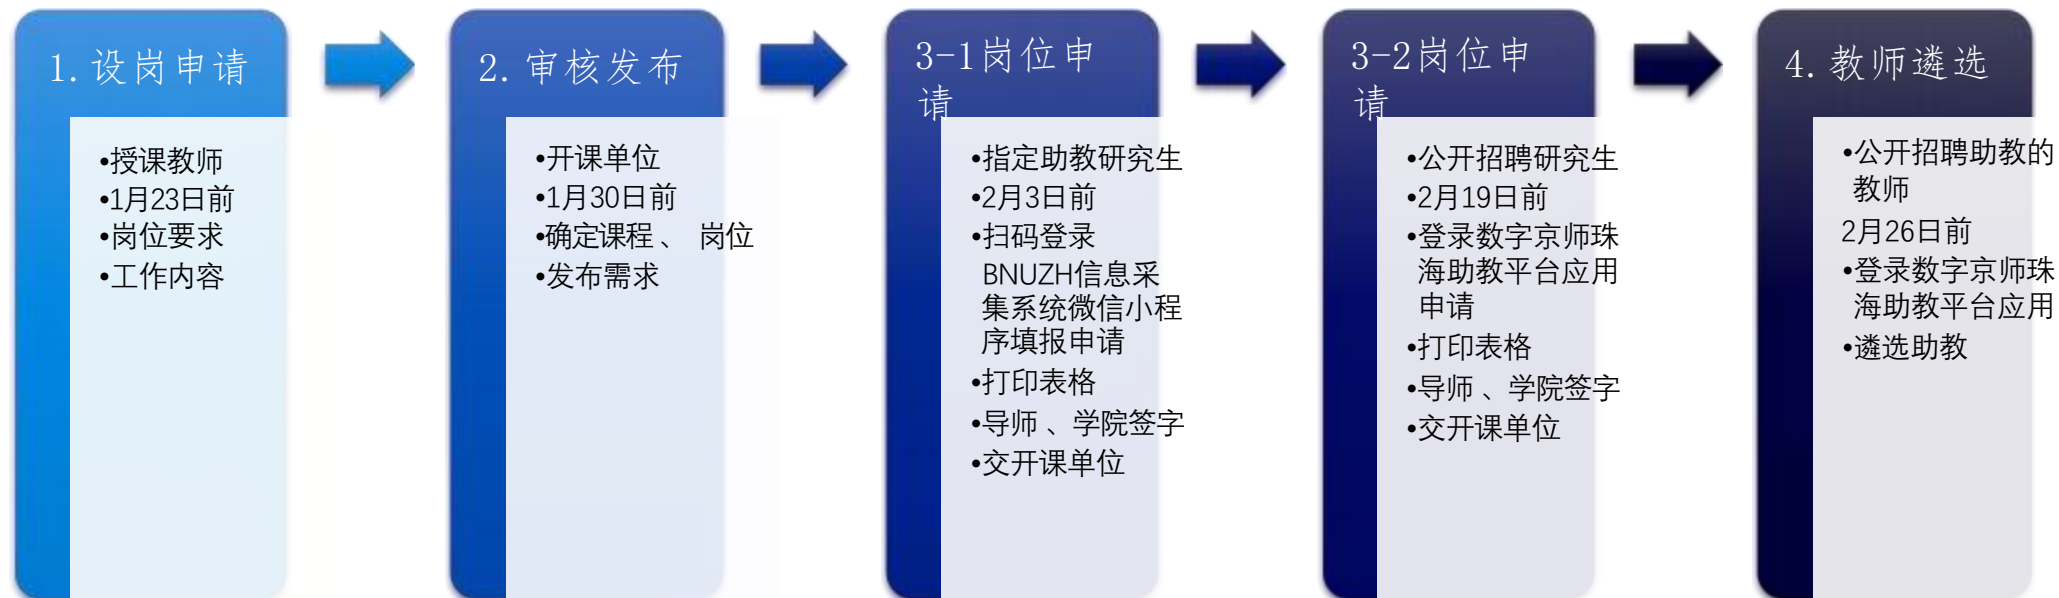 1. 设岗申请
•授课教师
•1月23日前
•岗位要求
•工作内容
2. 审核发布
•开课单位
•1月30日前
•确定课程 、 岗位
•发布需求
3-1岗位申
请
•指定助教研究生
•2月3日前
•扫码登录
BNUZH信息采
集系统微信小程
序填报申请
•打印表格
•导师 、学院签字
•交开课单位
3-2岗位申
请
•公开招聘研究生
•2月19日前
•登录数字京师珠
海助教平台应用
申请
•打印表格
•导师 、学院签字
•交开课单位
4. 教师遴选
•公开招聘助教的
教师
2月26日前
•登录数字京师珠
海助教平台应用
•遴选助教